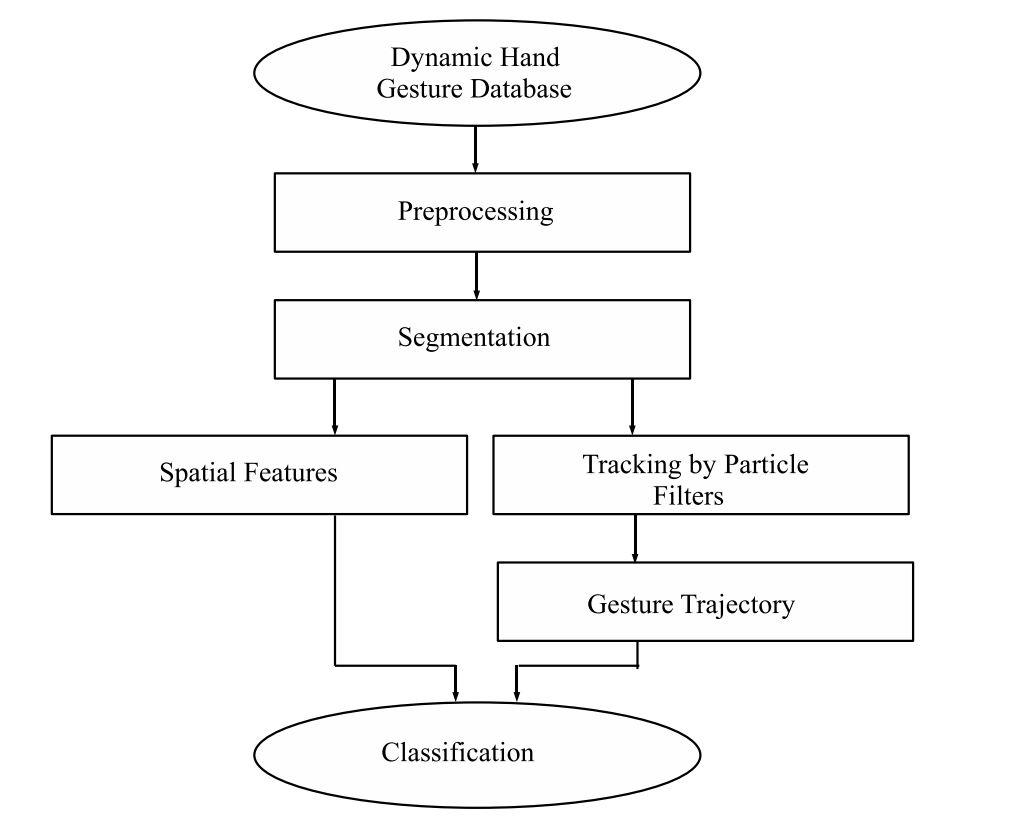 Dynamic Hand
Gesture Database
Preprocessing
Segmentation
Spatial Features
Tracking by Particle
Filters
Gesture Trajectory
Classification